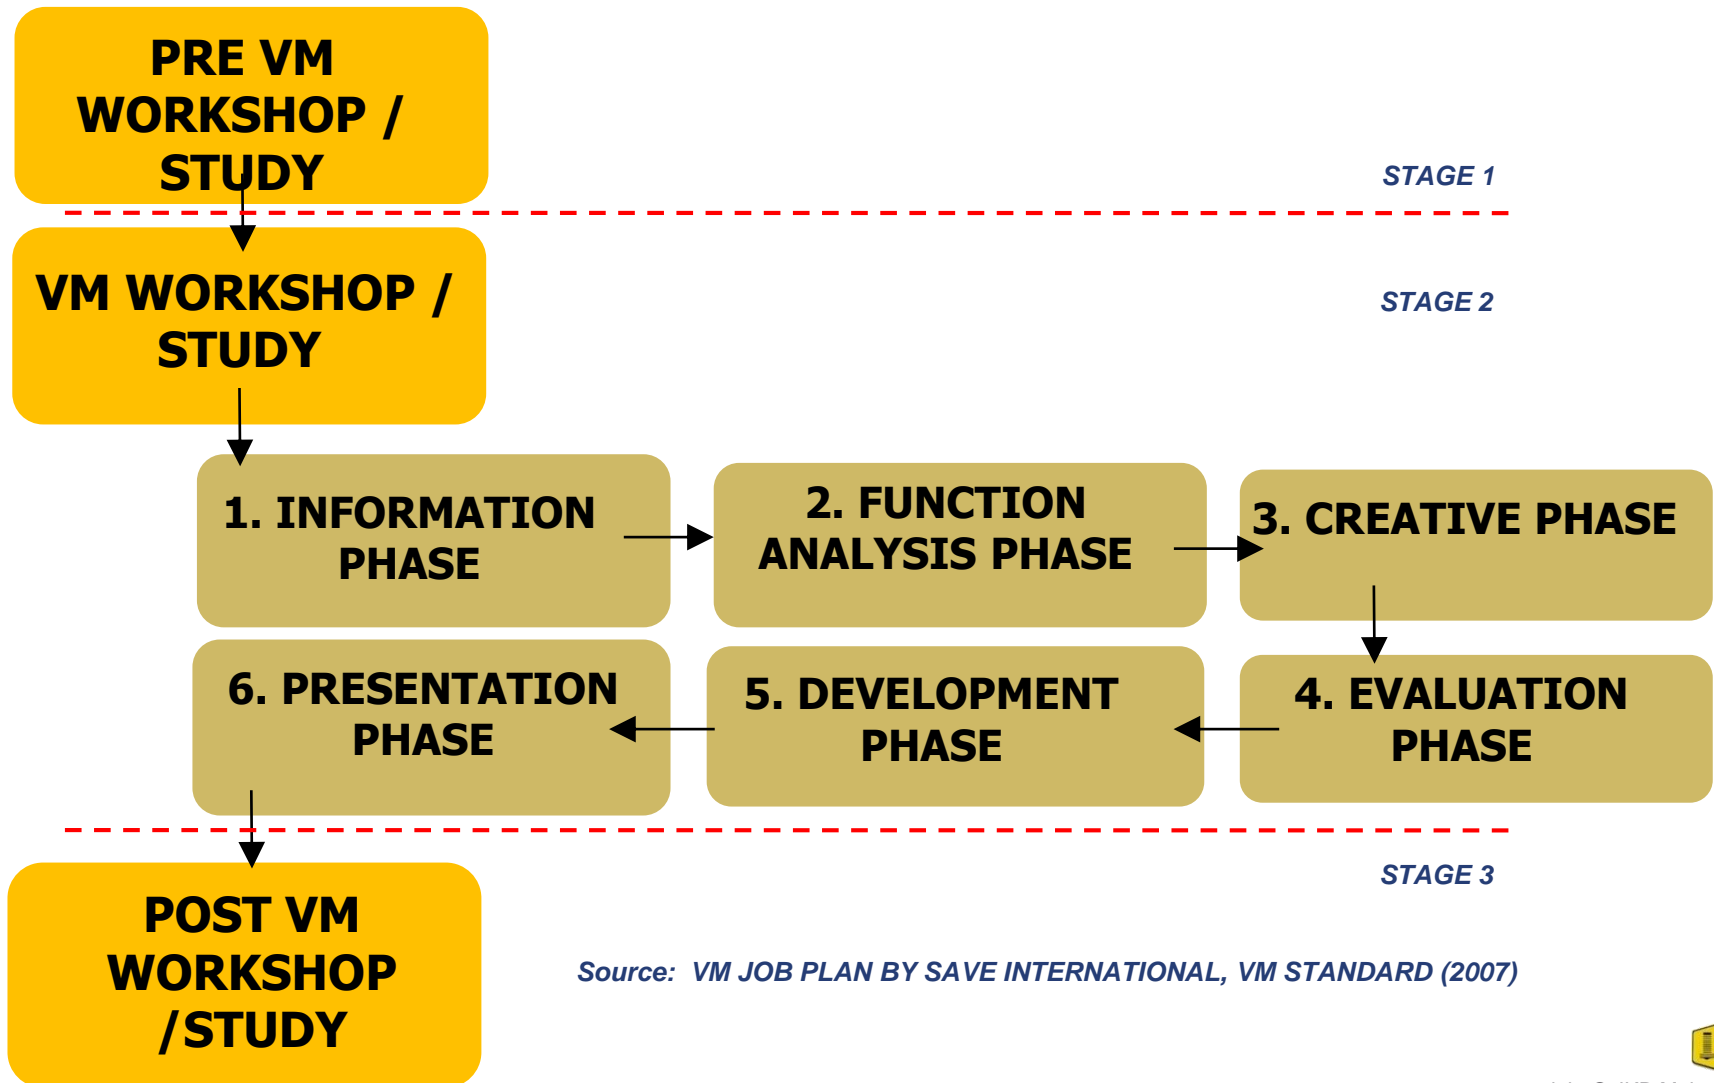 PRE VM
WORKSHOP /
STUDY
STAGE 1
VM WORKSHOP /
STUDY
STAGE 2
1. INFORMATION
PHASE
2. FUNCTION
ANALYSIS PHASE
3. CREATIVE PHASE
6. PRESENTATION
PHASE
5. DEVELOPMENT
PHASE
4. EVALUATION
PHASE
STAGE 3
POST VM
WORKSHOP
/STUDY
Source: VM JOB PLAN BY SAVE INTERNATIONAL, VM STANDARD (2007)